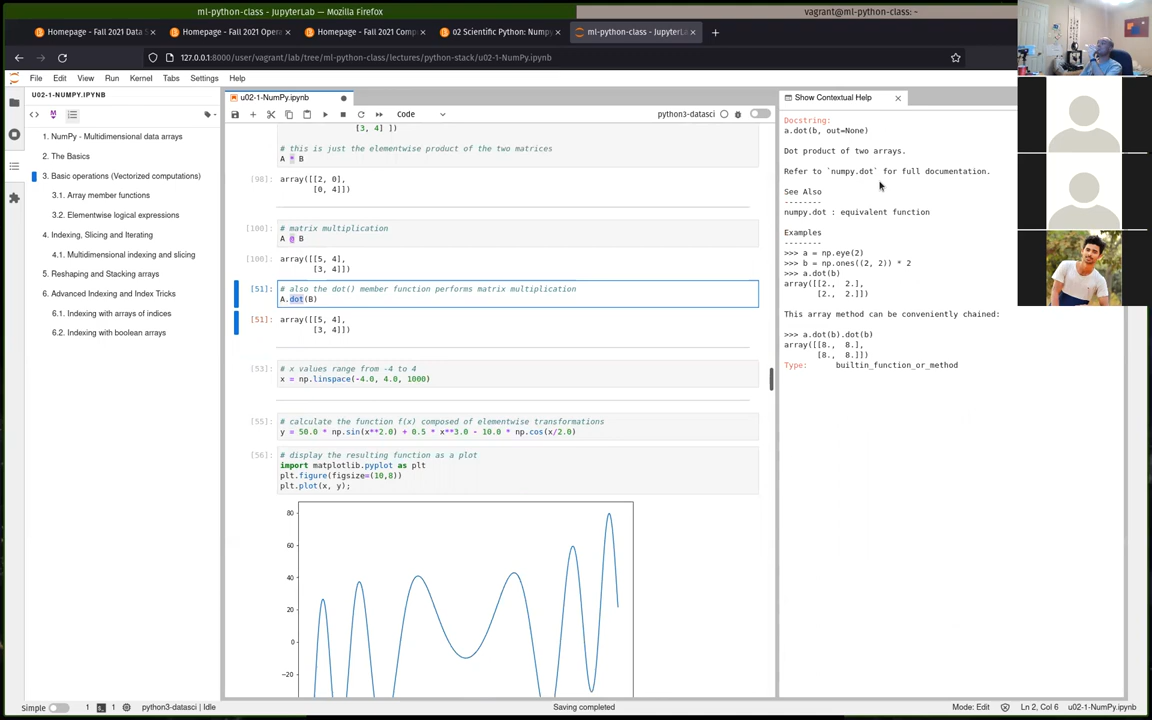 ml-python-class - JupyterLab — Mozilla Firefox
vagrant@ml-python-class: ~
Homepage - Fall 2021 Data S
Homepage - Fall 2021 Opera
Homepage - Fall 2021 Comp
02 Scientific Python: Nump
ml-python-class - JupyterLa
127.0.0.1:8000/user/vagrant/lab/tree/ml-python-class/lectures/python-stack/u02-1-NumPy.ipynb
File Edit View Run Kernel Tabs Settings Help
U02-1-NUMPY.IPYNB
1. NumPy - Multidimensional data arrays
2. The Basics
3. Basic operations (Vectorized computations)
3.1. Array member functions
3.2. Elementwise logical expressions
4. Indexing, Slicing and Iterating
4.1. Multidimensional indexing and slicing
5. Reshaping and Stacking arrays
6. Advanced Indexing and Index Tricks
6.1. Indexing with arrays of indices
6.2. Indexing with boolean arrays
u02-1-NumPy.ipynb
Code
python3-datasci
[3, 4] ])
# this is just the elementwise product of the two matrices
A * B
[98]: array([[2, 0],
[0, 4]])
[100]: # matrix multiplication
A @ B
[100]: array([[5, 4],
[3, 4]])
[51]: # also the dot() member function performs matrix multiplication
A.dot(B)
[51]: array([[5, 4],
[3, 4]])
[53]: # x values range from -4 to 4
x = np.linspace(-4.0, 4.0, 1000)
[55]: # calculate the function f(x) composed of elementwise transformations
y = 50.0 * np.sin(x**2.0) + 0.5 * x**3.0 - 10.0 * np.cos(x/2.0)
[56]: # display the resulting function as a plot
import matplotlib.pyplot as plt
plt.figure(figsize=(10,8))
plt.plot(x, y);
80
60
40
20
0
−20
Show Contextual Help
Docstring:
a.dot(b, out=None)
Dot product of two arrays.
Refer to `numpy.dot` for full documentation.
See Also
--------
numpy.dot : equivalent function
Examples
--------
>>> a = np.eye(2)
>>> b = np.ones((2, 2)) * 2
>>> a.dot(b)
array([[2., 2.],
[2., 2.]])
This array method can be conveniently chained:
>>> a.dot(b).dot(b)
array([[8., 8.],
[8., 8.]])
Type: builtin_function_or_method
Simple 1 1 python3-datasci | Idle
Saving completed
Mode: Edit Ln 2, Col 6 u02-1-NumPy.ipynb